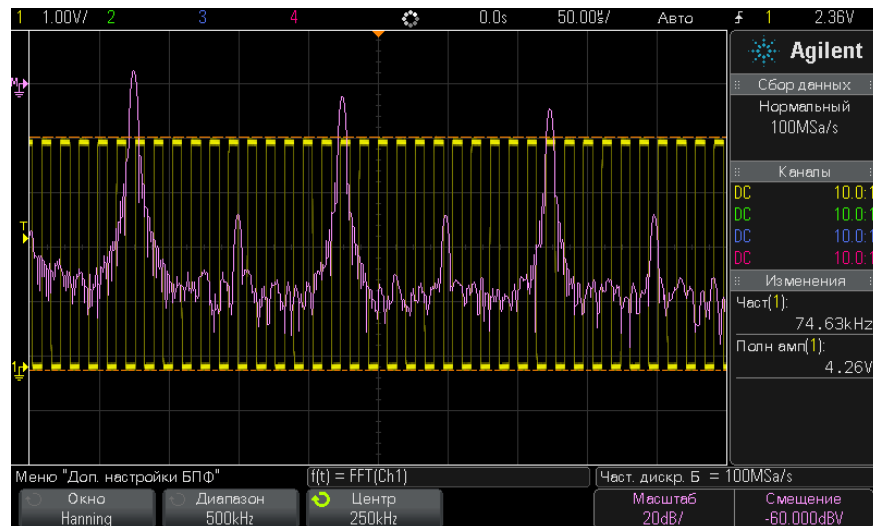 1 1.00V/ 2 3 4 0.0s 50.00µs/ Авто 1 2.36V
Agilent
Сбор данных
Нормальный
100MSa/s
Каналы
DC 10.0:1
DC 10.0:1
DC 10.0:1
DC 10.0:1
Изменения
Част(1):
74.63kHz
Полн амп(1):
4.26V
M
T
1
Меню "Доп. настройки БПФ" f(t) = FFT(Ch1) Част. дискр. Б = 100MSa/s
Окно Диапазон Центр Масштаб Смещение
Hanning 500kHz 250kHz 20dB/ -60.000dBV